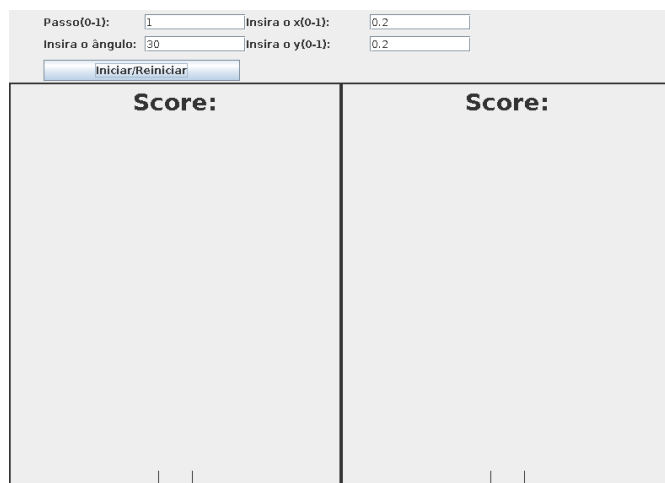 Passo(0-1): 1 Insira o x(0-1): 0.2
Insira o ângulo: 30 Insira o y(0-1): 0.2
Iniciar/Reiniciar
Score: Score: